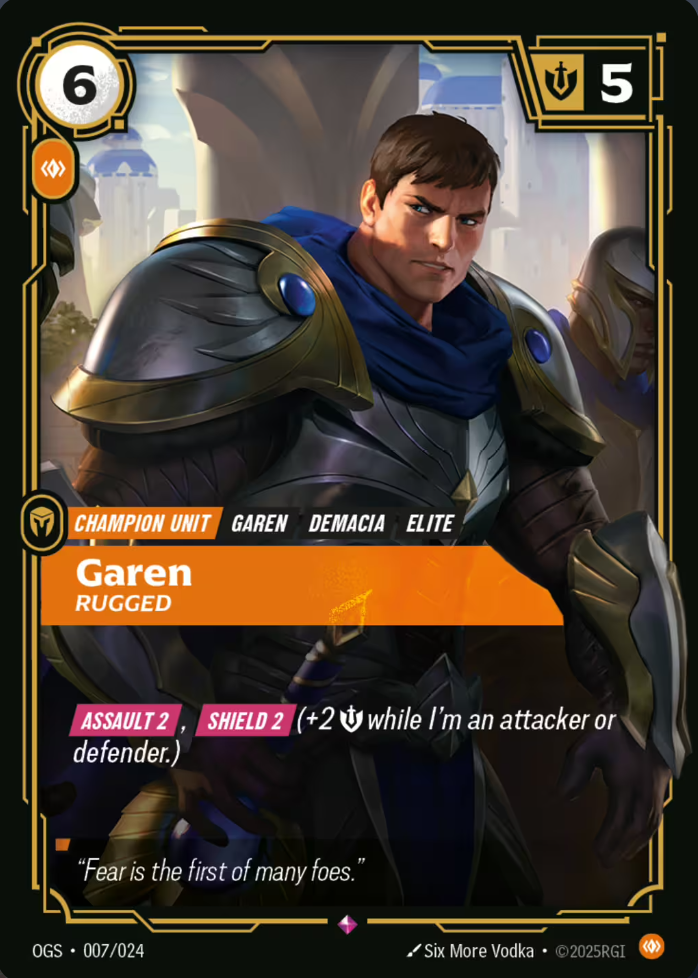 6
5
CHAMPION UNIT GAREN DEMACIA ELITE
Garen
RUGGED
ASSAULT 2 , SHIELD 2 (+2 while I'm an attacker or
defender.)
“Fear is the first of many foes.”
OGS • 007/024 Six More Vodka • ©2025RGI